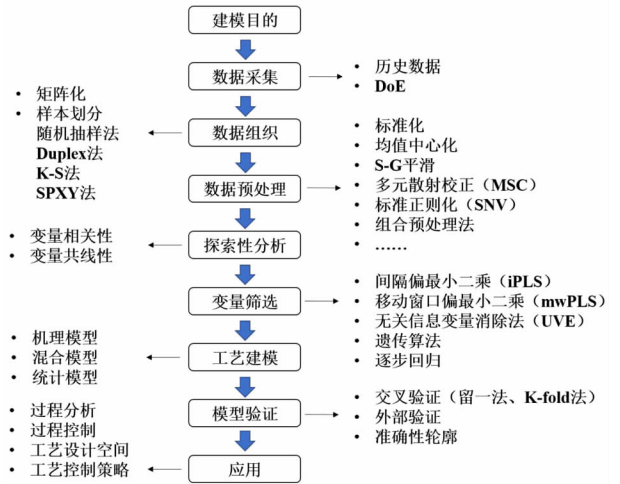 建模目的
数据采集
• 历史数据
• DoE
• 矩阵化
• 样本划分
随机抽样法
Duplex法
K-S法
SPXY法
数据组织
• 标准化
• 均值中心化
• S-G平滑
• 多元散射校正（MSC）
• 标准正则化（SNV）
• 组合预处理法
• ……
数据预处理
• 变量相关性
• 变量共线性
探索性分析
变量筛选
• 间隔偏最小二乘（iPLS）
• 移动窗口偏最小二乘（mwPLS）
• 无关信息变量消除法（UVE）
• 遗传算法
• 逐步回归
• 机理模型
• 混合模型
• 统计模型
工艺建模
模型验证
• 交叉验证（留一法、K-fold法）
• 外部验证
• 准确性轮廓
• 过程分析
• 过程控制
• 工艺设计空间
• 工艺控制策略
应用